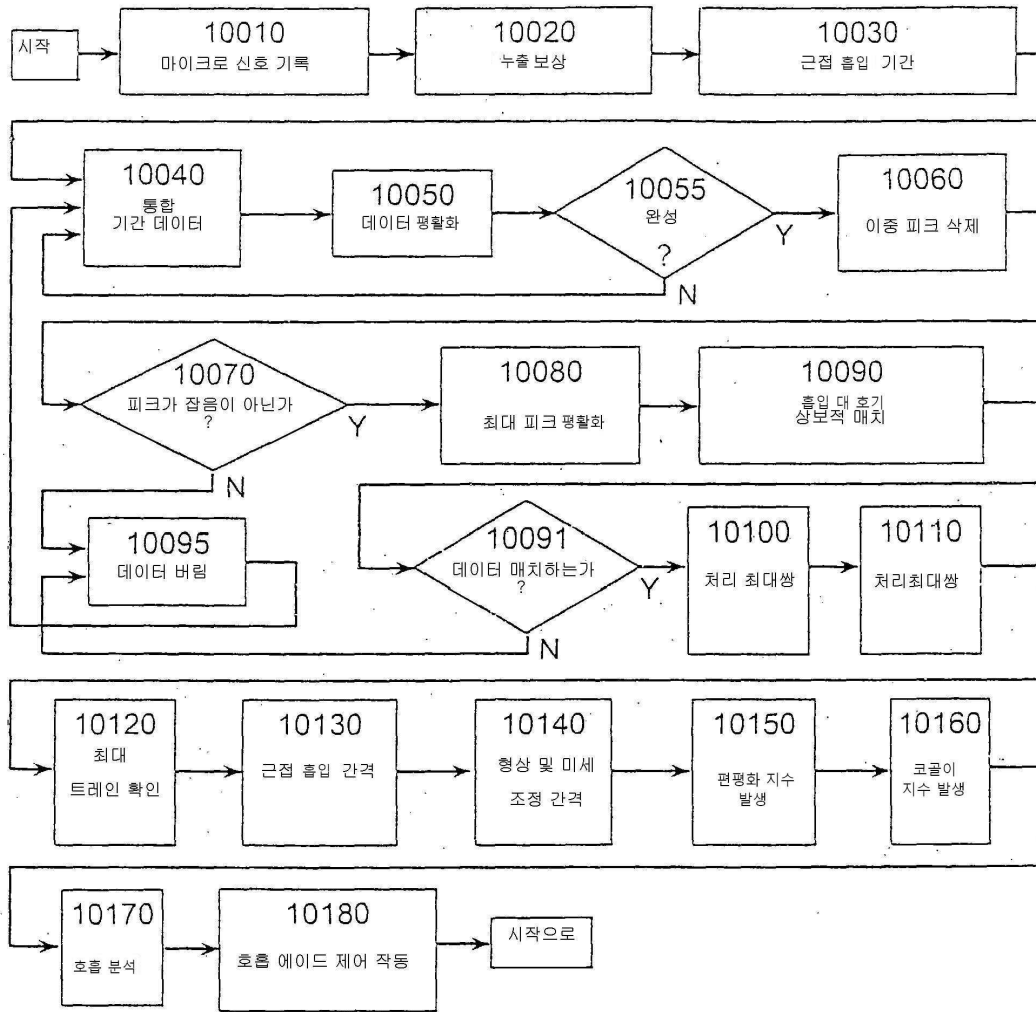 시작
10010
마이크로 신호 기록
10020
누출 보상
10030
근접 흡입 기간
10040
통합
기간 데이터
10050
데이터 평활화
10055
완성
?
Y
N
10060
이중 피크 삭제
10070
피크가 잡음이 아닌가
?
Y
N
10080
최대 피크 평활화
10090
흡입 대 호기
상보적 매치
10095
데이터 버림
10091
데이터 매치하는가
?
Y
N
10100
처리 최대쌍
10110
처리최대쌍
10120
최대
트레인 확인
10130
근접 흡입 간격
10140
형상 및 미세
조정 간격
10150
편평화 지수
발생
10160
코골이
지수 발생
10170
호흡 분석
10180
호흡 에이드 제어 작동
시작으로